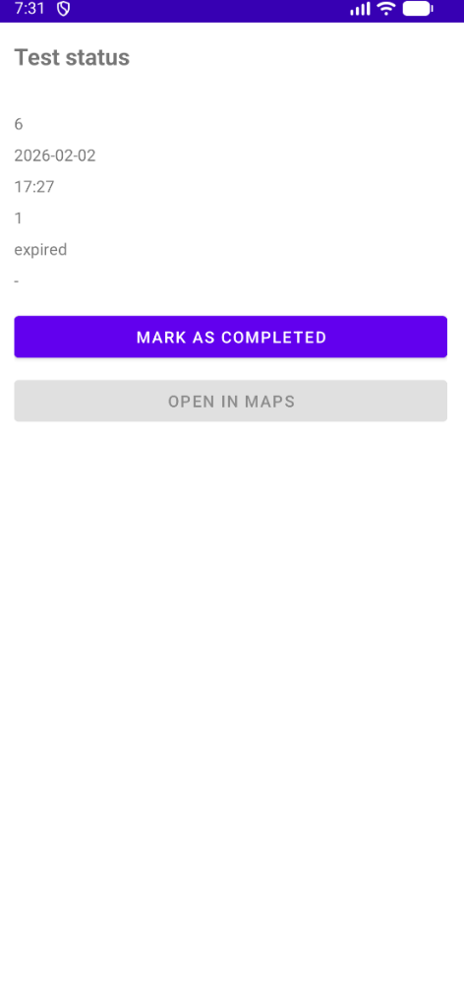 7:31
Test status
6
2026-02-02
17:27
1
expired
-
MARK AS COMPLETED
OPEN IN MAPS